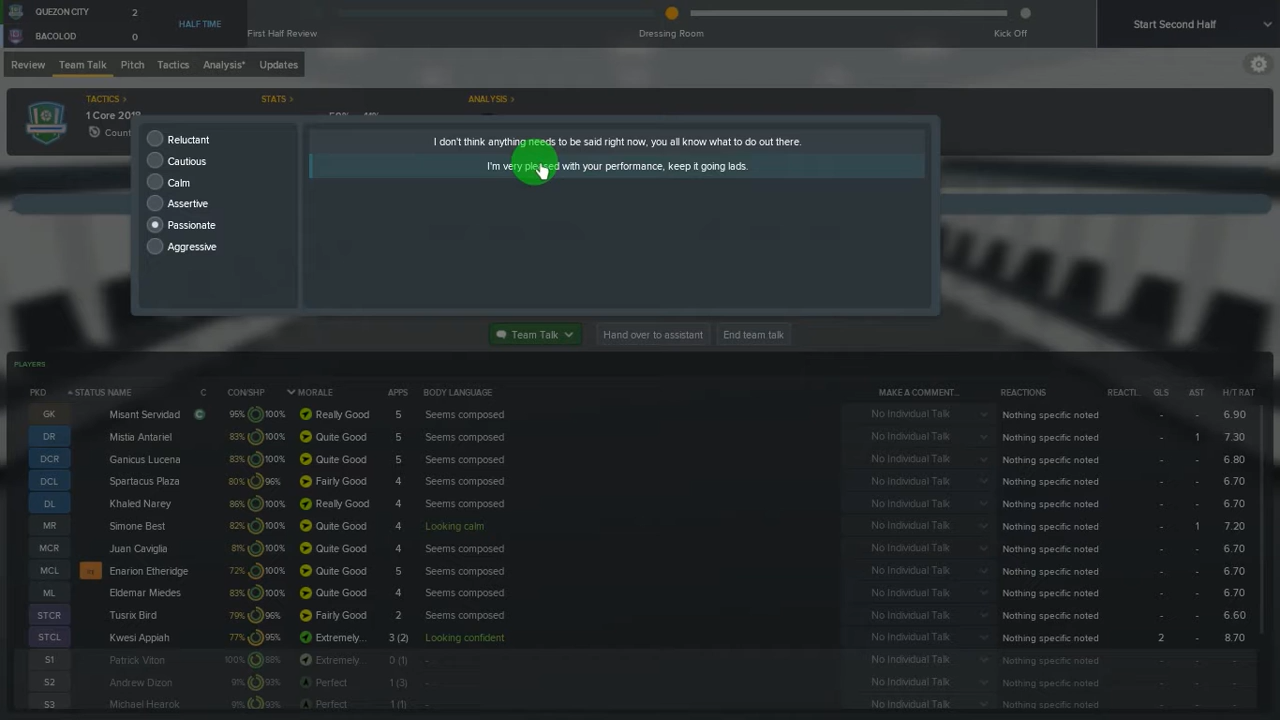 QUEZON CITY 2
BACOLOD 0
HALF TIME
First Half Review
Dressing Room
Kick Off
Start Second Half
Review Team Talk Pitch Tactics Analysis* Updates
TACTICS > STATS > ANALYSIS >
Reluctant
Cautious
Calm
Assertive
Passionate
Aggressive
I don't think anything needs to be said right now, you all know what to do out there.
I'm very pleased with your performance, keep it going lads.
Team Talk Hand over to assistant End team talk
PLAYERS
PKD STATUS NAME C CON/SHP MORALE APPS BODY LANGUAGE MAKE A COMMENT... REACTIONS REACTI... GLS AST H/T RAT
GK Misant Servidad C 95% 100% Really Good 5 Seems composed No Individual Talk Nothing specific noted - - 6.90
DR Mistia Antariel 83% 100% Quite Good 5 Seems composed No Individual Talk Nothing specific noted - 1 7.30
DCR Ganicus Lucena 83% 100% Quite Good 5 Seems composed No Individual Talk Nothing specific noted - - 6.80
DCL Spartacus Plaza 80% 96% Fairly Good 4 Seems composed No Individual Talk Nothing specific noted - - 6.70
DL Khaled Narey 86% 100% Really Good 4 Seems composed No Individual Talk Nothing specific noted - - 6.70
MR Simone Best 82% 100% Quite Good 4 Looking calm No Individual Talk Nothing specific noted - 1 7.20
MCR Juan Caviglia 81% 100% Quite Good 4 Seems composed No Individual Talk Nothing specific noted - - 6.70
MCL Enarion Etheridge 72% 100% Quite Good 5 Seems composed No Individual Talk Nothing specific noted - - 6.70
ML Eldemar Miedes 83% 100% Quite Good 4 Seems composed No Individual Talk Nothing specific noted - - 6.70
STCR Tusrix Bird 79% 96% Fairly Good 2 Seems composed No Individual Talk Nothing specific noted - - 6.60
STCL Kwesi Appiah 77% 95% Extremely... 3 (2) Looking confident No Individual Talk Nothing specific noted 2 - 8.70
S1 Patrick Viton 100% 88% Extremely... 0 (1) - No Individual Talk Nothing specific noted - - -
S2 Andrew Dizon 91% 93% Perfect 1 (3) - No Individual Talk Nothing specific noted - - -
S3 Michael Hearok 91% 93% Perfect 1 (1) - No Individual Talk Nothing specific noted - - -